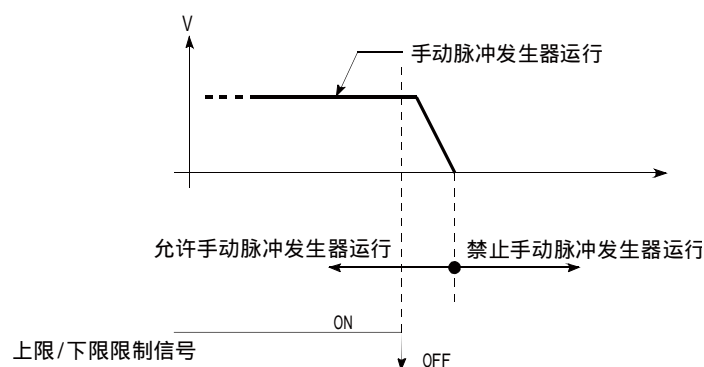 V
手动脉冲发生器运行
允许手动脉冲发生器运行
禁止手动脉冲发生器运行
ON
上限/下限限制信号
OFF